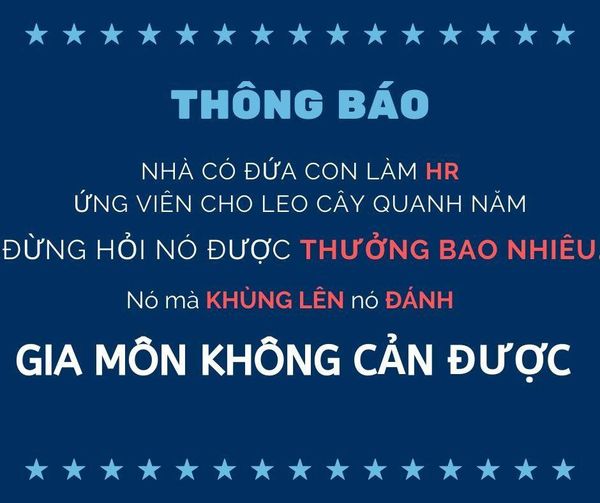 THÔNG BÁO
NHÀ CÓ ĐỨA CON LÀM HR
ỨNG VIÊN CHO LEO CÂY QUANH NĂM
ĐỪNG HỎI NÓ ĐƯỢC THƯỞNG BAO NHIÊU.
Nó mà KHÙNG LÊN nó ĐÁNH
GIA MÔN KHÔNG CẢN ĐƯỢC